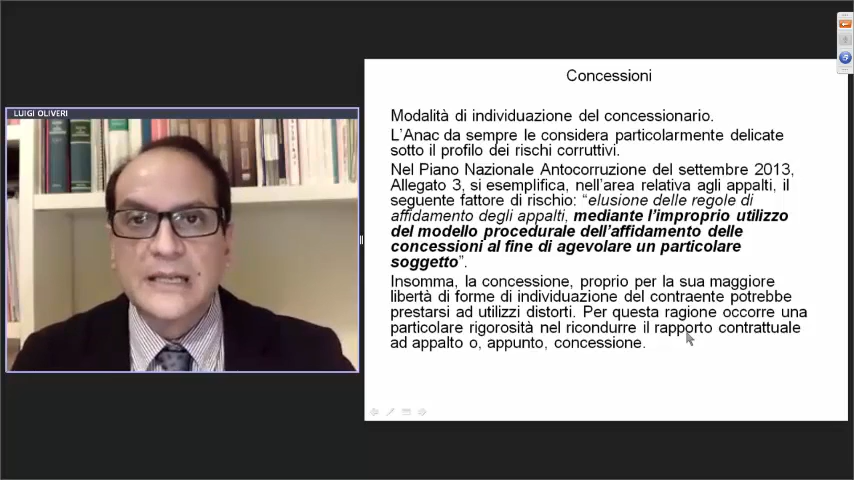 LUIGI OLIVERI
Concessioni
Modalità di individuazione del concessionario.
L'Anac da sempre le considera particolarmente delicate
sotto il profilo dei rischi corruttivi.
Nel Piano Nazionale Antocorruzione del settembre 2013,
Allegato 3, si esemplifica, nell'area relativa agli appalti, il
seguente fattore di rischio: "elusione delle regole di
affidamento degli appalti, mediante l'improprio utilizzo
del modello procedurale dell'affidamento delle
concessioni al fine di agevolare un particolare
soggetto".
Insomma, la concessione, proprio per la sua maggiore
libertà di forme di individuazione del contraente potrebbe
prestarsi ad utilizzi distorti. Per questa ragione occorre una
particolare rigorosità nel ricondurre il rapporto contrattuale
ad appalto o, appunto, concessione.